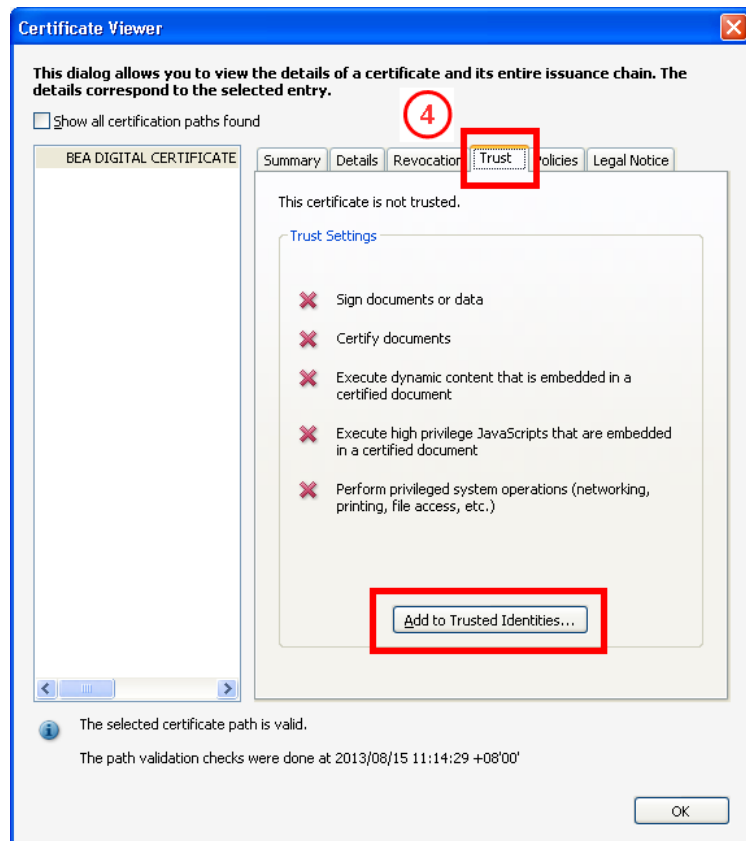 Certificate Viewer
This dialog allows you to view the details of a certificate and its entire issuance chain. The
details correspond to the selected entry.
Show all certification paths found
4
BEA DIGITAL CERTIFICATE
Summary Details Revocation Trust Policies Legal Notice
This certificate is not trusted.
Trust Settings
Sign documents or data
Certify documents
Execute dynamic content that is embedded in a
certified document
Execute high privilege JavaScripts that are embedded
in a certified document
Perform privileged system operations (networking,
printing, file access, etc.)
Add to Trusted Identities...
The selected certificate path is valid.
The path validation checks were done at 2013/08/15 11:14:29 +08'00'
OK